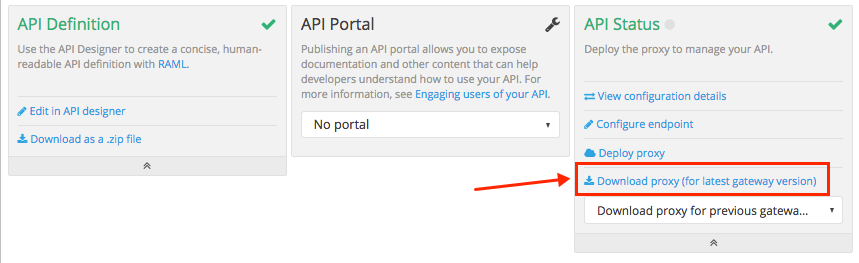 API Definition
Use the API Designer to create a concise, human-
readable API definition with RAML.
Edit in API designer
Download as a .zip file
API Portal
Publishing an API portal allows you to expose
documentation and other content that can help
developers understand how to use your API. For
more information, see Engaging users of your API.
No portal
API Status
Deploy the proxy to manage your API.
View configuration details
Configure endpoint
Deploy proxy
Download proxy (for latest gateway version)
Download proxy for previous gatewa...